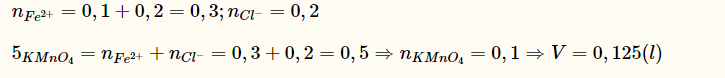 n_{Fe^{2+}} = 0,1 + 0,2 = 0,3; n_{Cl^-} = 0,2
5_{KMnO_4} = n_{Fe^{2+}} + n_{Cl^-} = 0,3 + 0,2 = 0,5 ⇒ n_{KMnO_4} = 0,1 ⇒ V = 0,125(l)